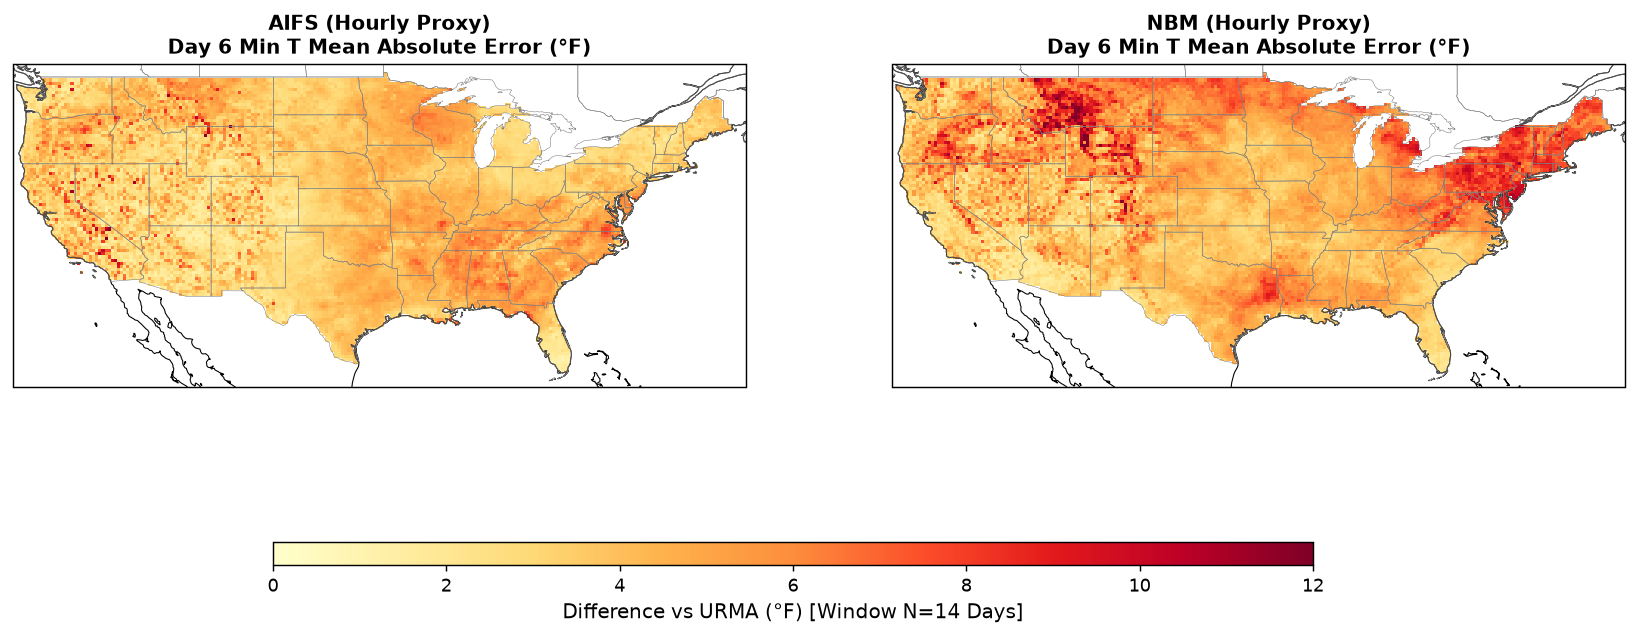 AIFS (Hourly Proxy)
Day 6 Min T Mean Absolute Error (°F)
NBM (Hourly Proxy)
Day 6 Min T Mean Absolute Error (°F)
0 2 4 6 8 10 12
Difference vs URMA (°F) [Window N=14 Days]